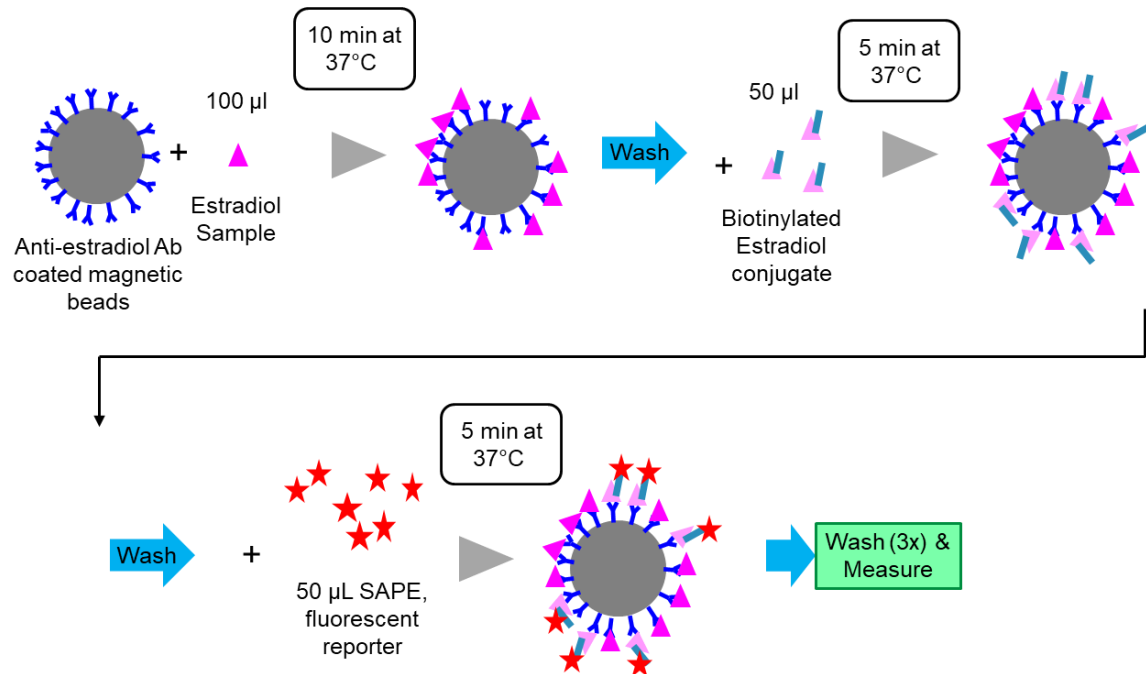 10 min at
37°C
5 min at
37°C
100 µl
50 µl
+
Wash
+
Estradiol
Sample
Biotinylated
Estradiol
conjugate
Anti-estradiol Ab
coated magnetic
beads
5 min at
37°C
Wash
+
Wash (3x) &
Measure
50 µL SAPE,
fluorescent
reporter